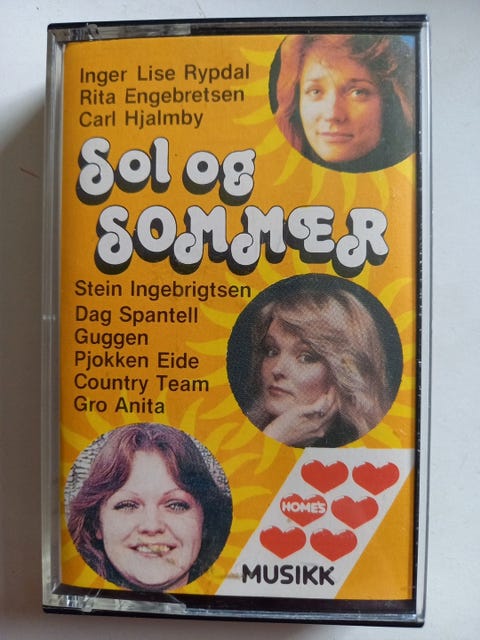 Inger Lise Rypdal
Rita Engebretsen
Carl Hjalmby
Sol og
SOMMER
Stein Ingebrigtsen
Dag Spantell
Guggen
Pjokken Eide
Country Team
Gro Anita
HOME'S
MUSIKK